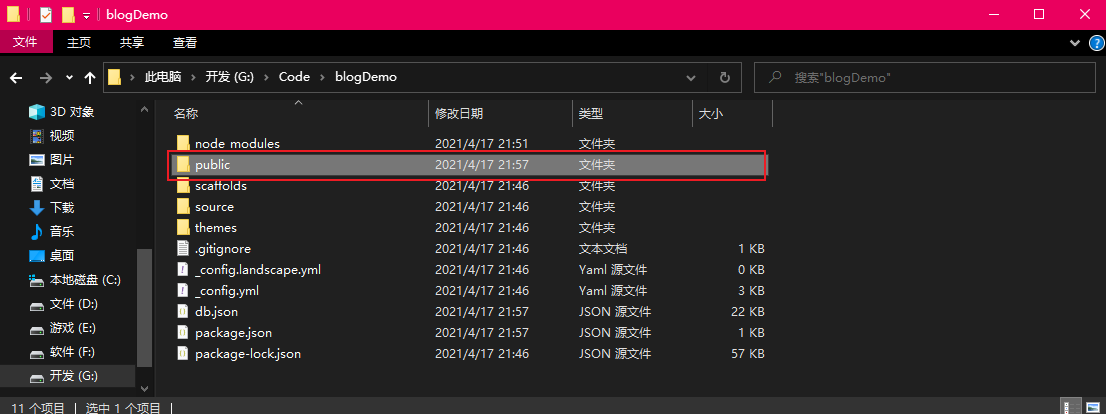 blogDemo
文件 主页 共享 查看
此电脑 开发 (G:) Code blogDemo 搜索"blogDemo"
名称 修改日期 类型 大小
3D 对象
视频
图片
文档
下载
音乐
桌面
本地磁盘 (C:)
文件 (D:)
游戏 (E:)
软件 (F:)
开发 (G:)
node_modules 2021/4/17 21:51 文件夹
public 2021/4/17 21:57 文件夹
scaffolds 2021/4/17 21:46 文件夹
source 2021/4/17 21:46 文件夹
themes 2021/4/17 21:46 文件夹
.gitignore 2021/4/17 21:46 文本文档 1 KB
_config.landscape.yml 2021/4/17 21:46 Yaml 源文件 0 KB
_config.yml 2021/4/17 21:46 Yaml 源文件 3 KB
db.json 2021/4/17 21:57 JSON 源文件 22 KB
package.json 2021/4/17 21:57 JSON 源文件 1 KB
package-lock.json 2021/4/17 21:46 JSON 源文件 57 KB
11 个项目 选中 1 个项目